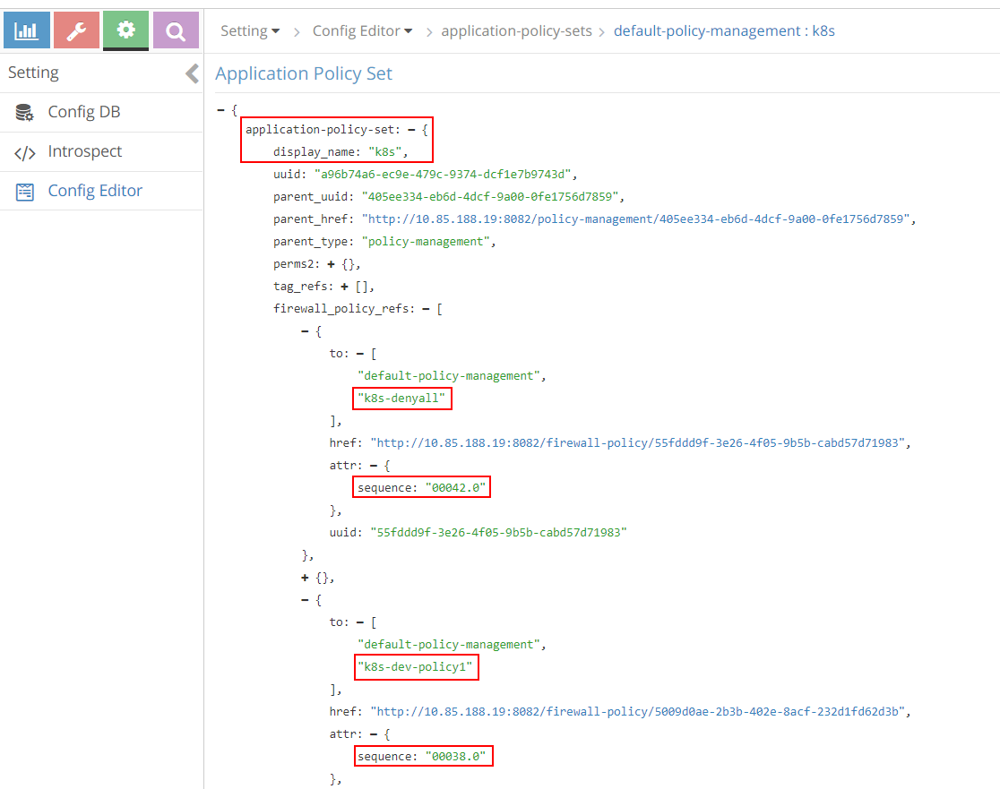 Setting > Config Editor > application-policy-sets > default-policy-management : k8s
Setting
Application Policy Set
Config DB
Introspect
Config Editor
− {
application-policy-set: − {
display_name: "k8s",
uuid: "a96b74a6-ec9e-479c-9374-dcf1e7b9743d",
parent_uuid: "405ee334-eb6d-4dcf-9a00-0fe1756d7859",
parent_href: "http://10.85.188.19:8082/policy-management/405ee334-eb6d-4dcf-9a00-0fe1756d7859",
parent_type: "policy-management",
perms2: + {},
tag_refs: + [],
firewall_policy_refs: − [
− {
to: − [
"default-policy-management",
"k8s-denyall"
],
href: "http://10.85.188.19:8082/firewall-policy/55fddd9f-3e26-4f05-9b5b-cabd57d71983",
attr: − {
sequence: "00042.0"
},
uuid: "55fddd9f-3e26-4f05-9b5b-cabd57d71983"
},
+ {},
− {
to: − [
"default-policy-management",
"k8s-dev-policy1"
],
href: "http://10.85.188.19:8082/firewall-policy/5009d0ae-2b3b-402e-8acf-232d1fd62d3b",
attr: − {
sequence: "00038.0"
},